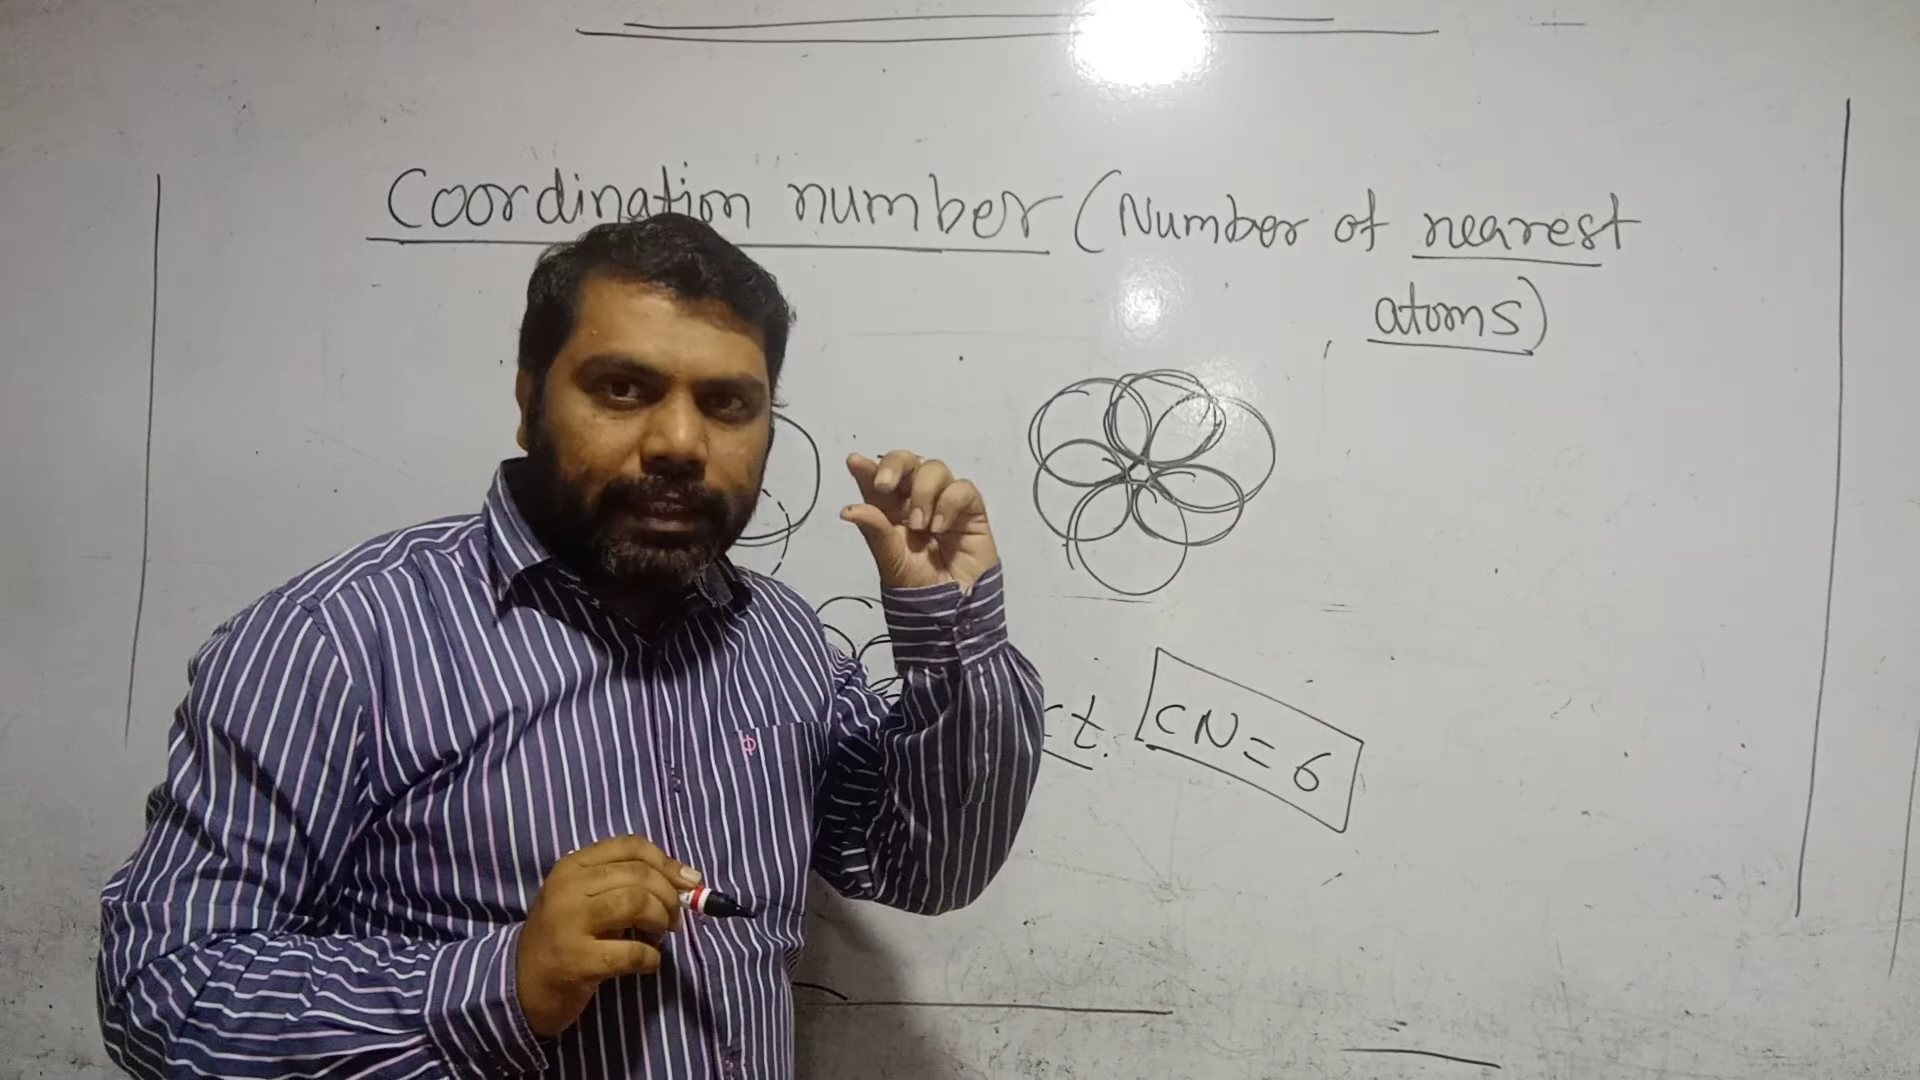 Coordination number (Number of nearest
atoms)
CN = 6